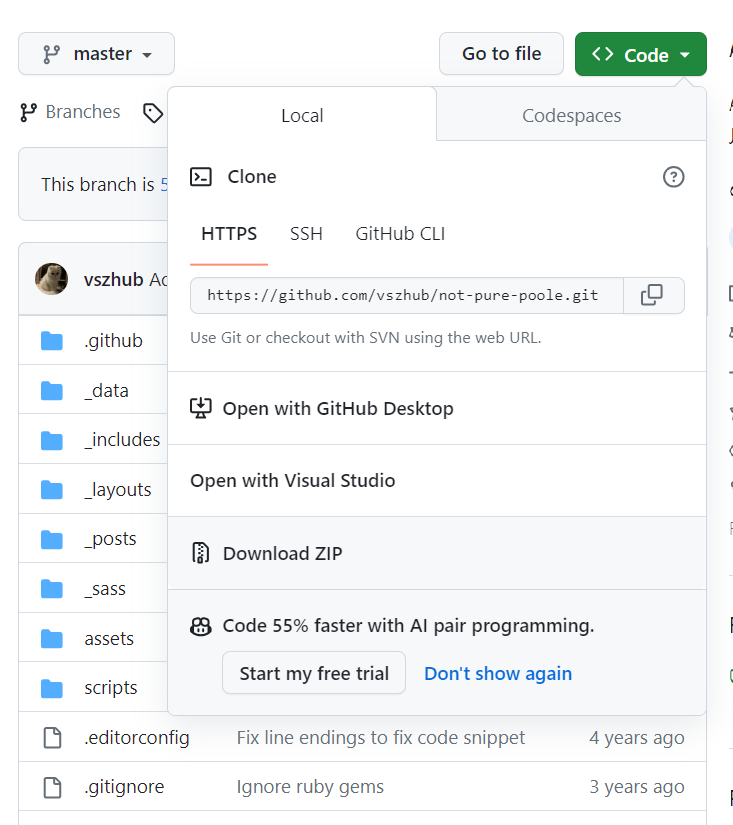 master
Go to file
Code
Branches
Local
Codespaces
This branch is 5
Clone
HTTPS
SSH
GitHub CLI
vszhub
https://github.com/vszhub/not-pure-poole.git
Use Git or checkout with SVN using the web URL.
.github
_data
Open with GitHub Desktop
_includes
Open with Visual Studio
_layouts
_posts
Download ZIP
_sass
Code 55% faster with AI pair programming.
assets
Start my free trial
Don't show again
scripts
.editorconfig
Fix line endings to fix code snippet
4 years ago
.gitignore
Ignore ruby gems
3 years ago